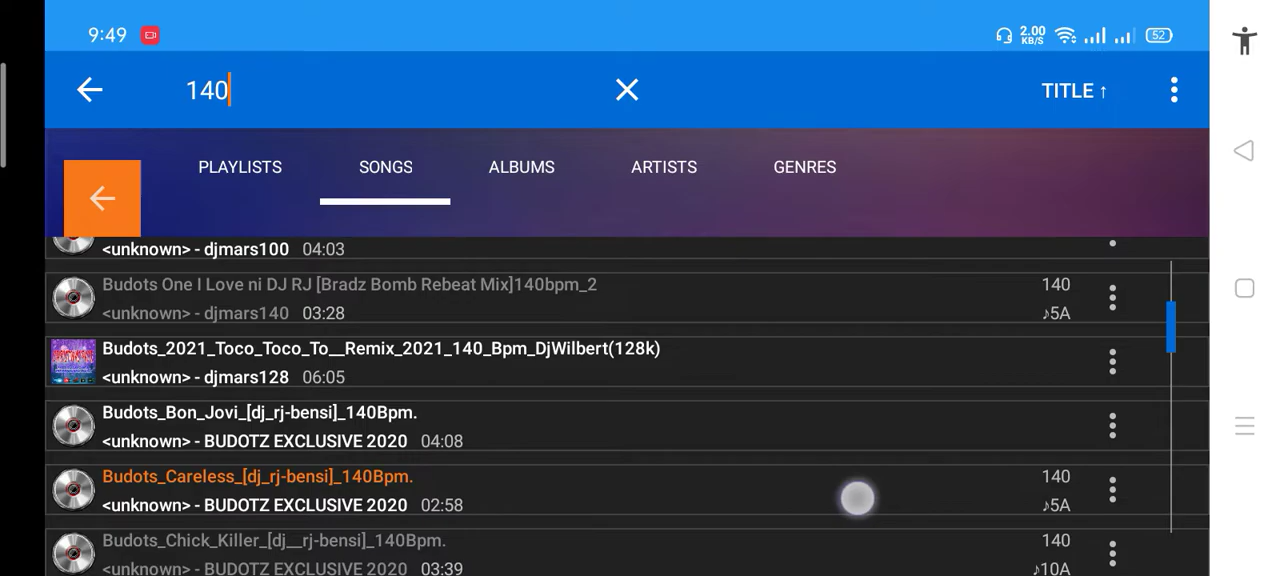 9:49 2.00 KB/S 52
140 TITLE ↑
PLAYLISTS SONGS ALBUMS ARTISTS GENRES
<unknown> - djmars100 04:03
Budots One I Love ni DJ RJ [Bradz Bomb Rebeat Mix]140bpm_2 140
<unknown> - djmars140 03:28 ♪5A
Budots_2021_Toco_Toco_To__Remix_2021_140_Bpm_DjWilbert(128k)
<unknown> - djmars128 06:05
Budots_Bon_Jovi_[dj_rj-bensi]_140Bpm.
<unknown> - BUDOTZ EXCLUSIVE 2020 04:08
Budots_Careless_[dj_rj-bensi]_140Bpm. 140
<unknown> - BUDOTZ EXCLUSIVE 2020 02:58 ♪5A
Budots_Chick_Killer_[dj__rj-bensi]_140Bpm. 140
<unknown> - BUDOTZ EXCLUSIVE 2020 03:39 ♪10A